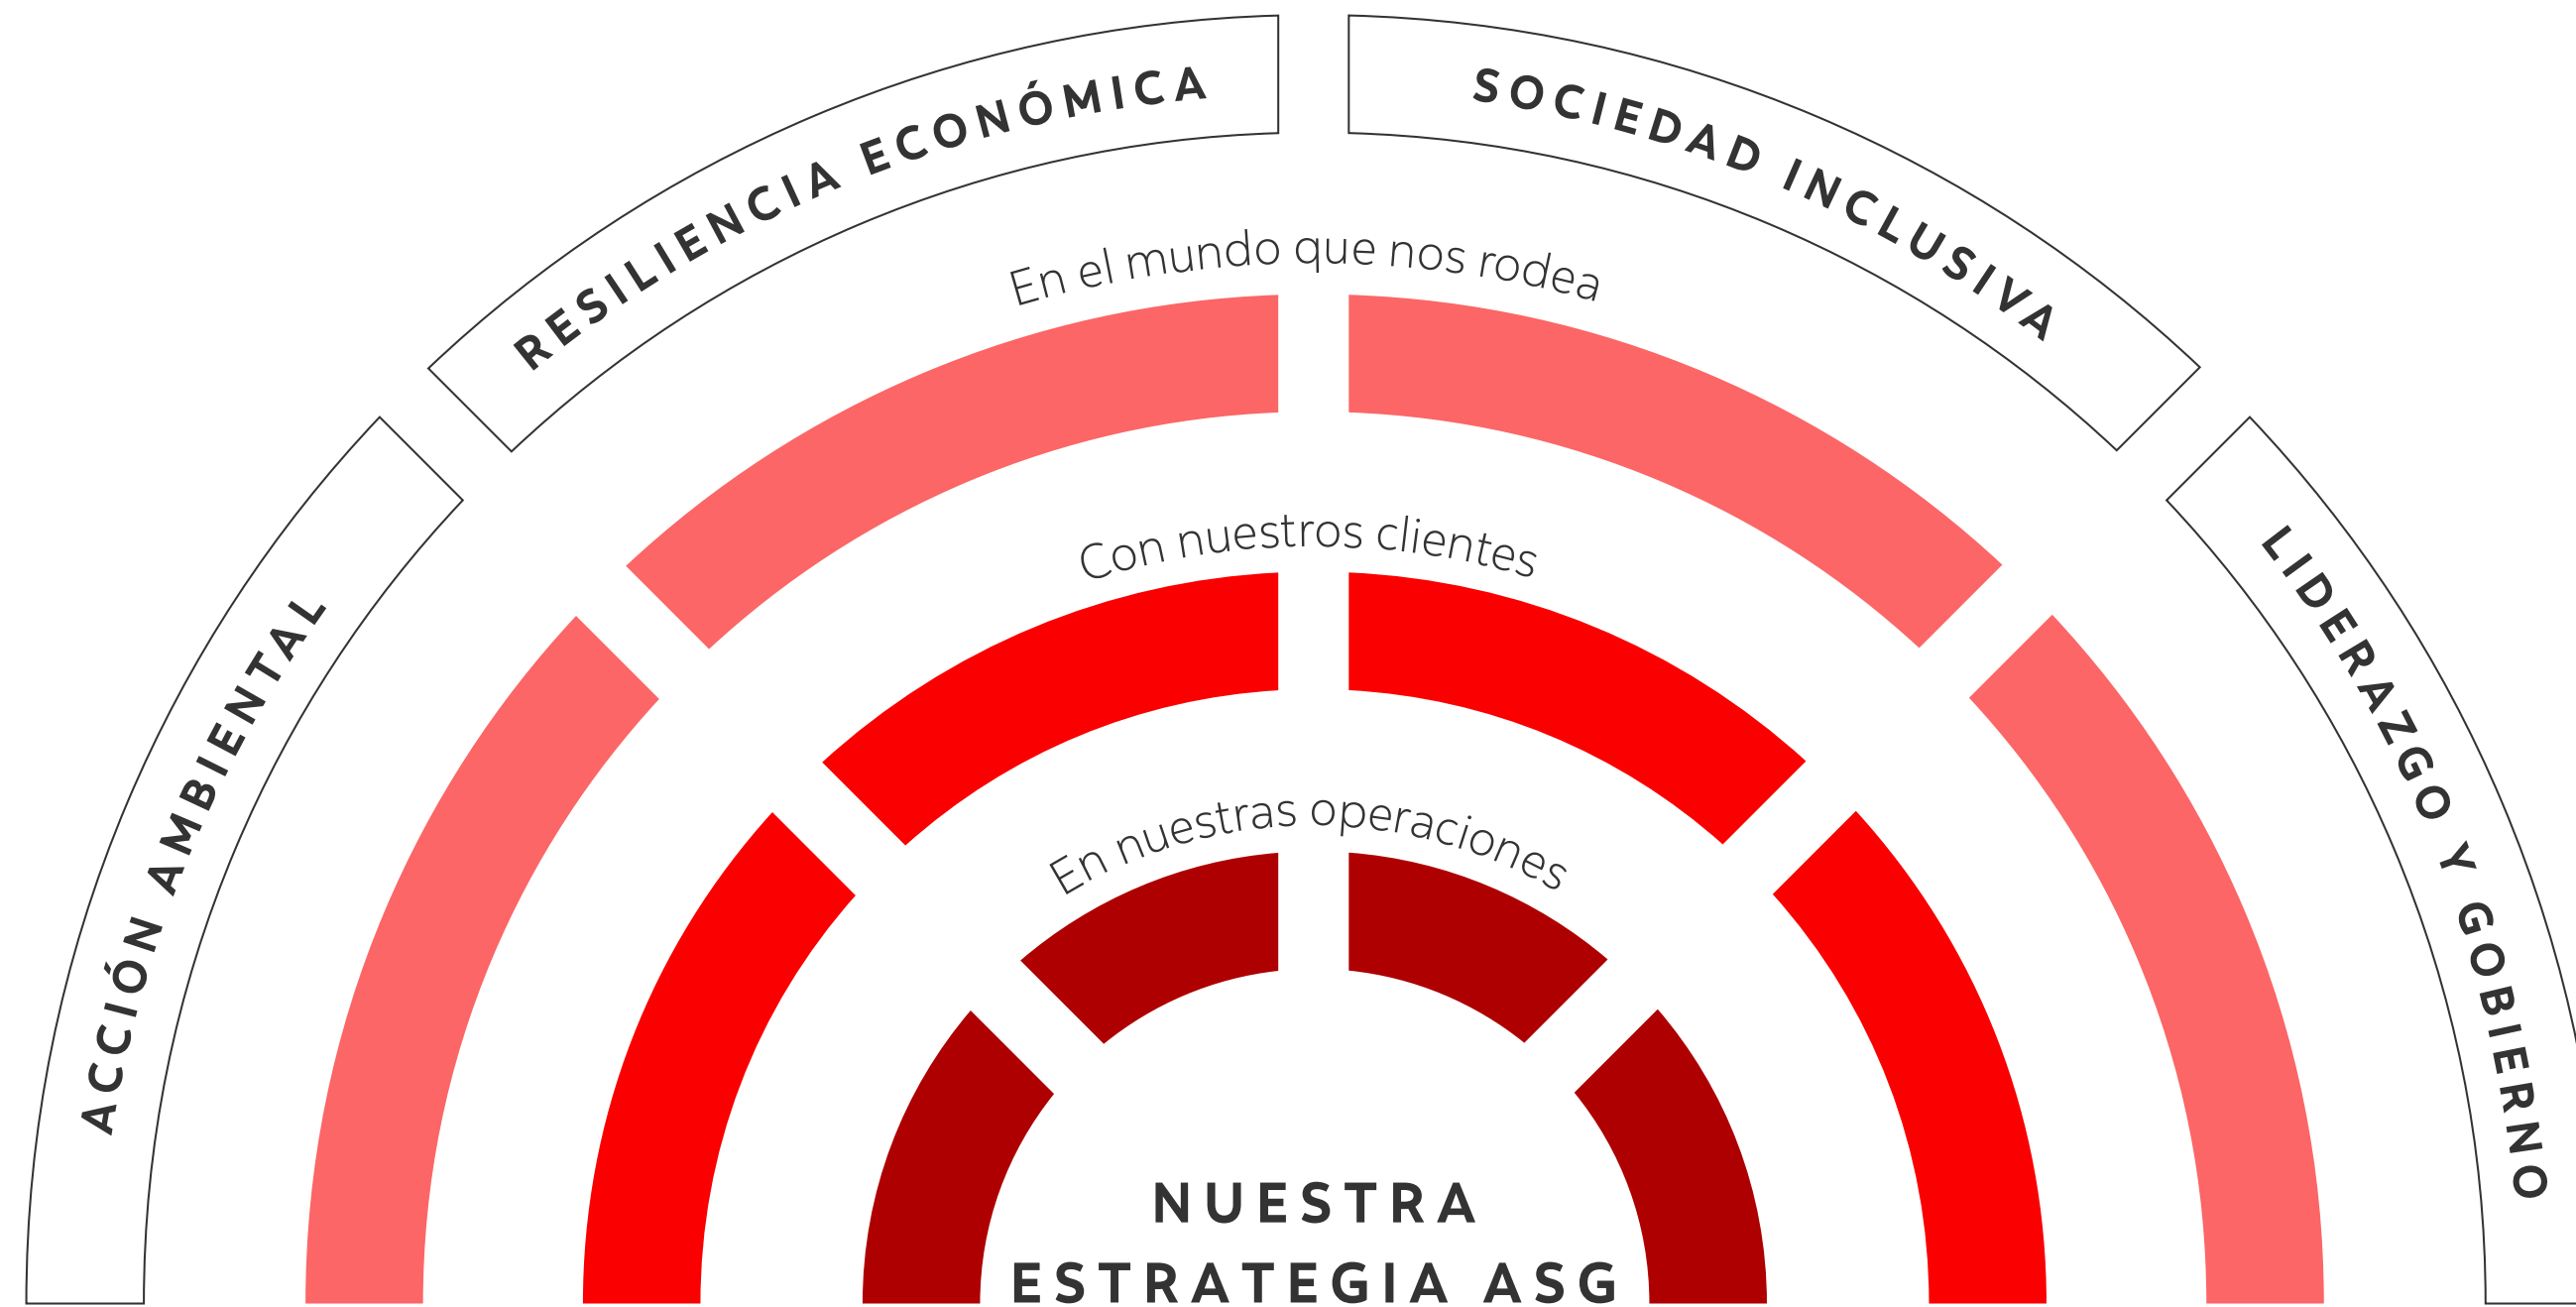 ACCIÓN AMBIENTAL
RESILIENCIA ECONÓMICA
SOCIEDAD INCLUSIVA
LIDERAZGO Y GOBIERNO
En el mundo que nos rodea
Con nuestros clientes
En nuestras operaciones
NUESTRA
ESTRATEGIA ASG